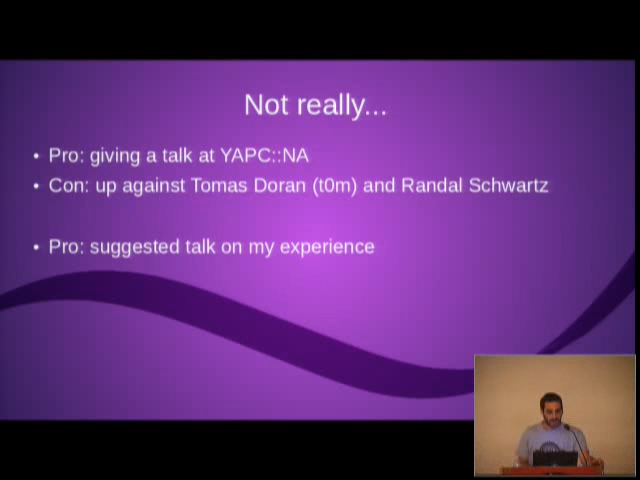 Not really...
• Pro: giving a talk at YAPC::NA
• Con: up against Tomas Doran (t0m) and Randal Schwartz
• Pro: suggested talk on my experience